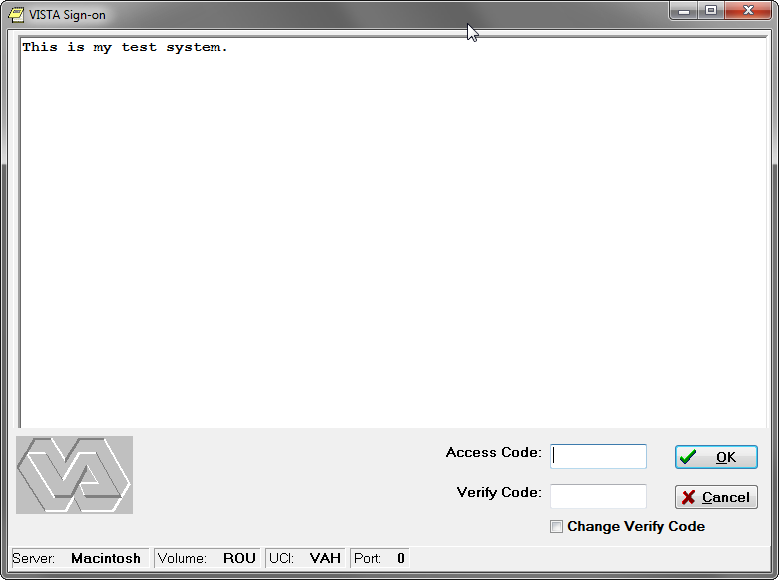 VISTA Sign-on
This is my test system.
Access Code:
OK
Verify Code:
Cancel
Change Verify Code
Server: Macintosh Volume: ROU UCI: VAH Port: 0